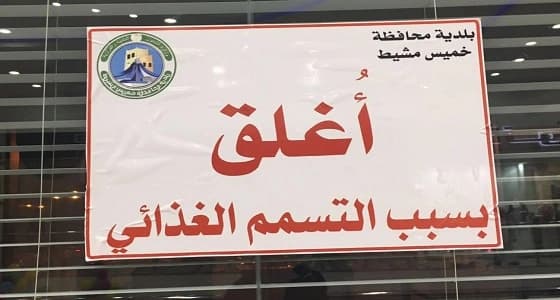 بلدية محافظة
خميس مشيط
أُغلق
بسبب التسمم الغذائي